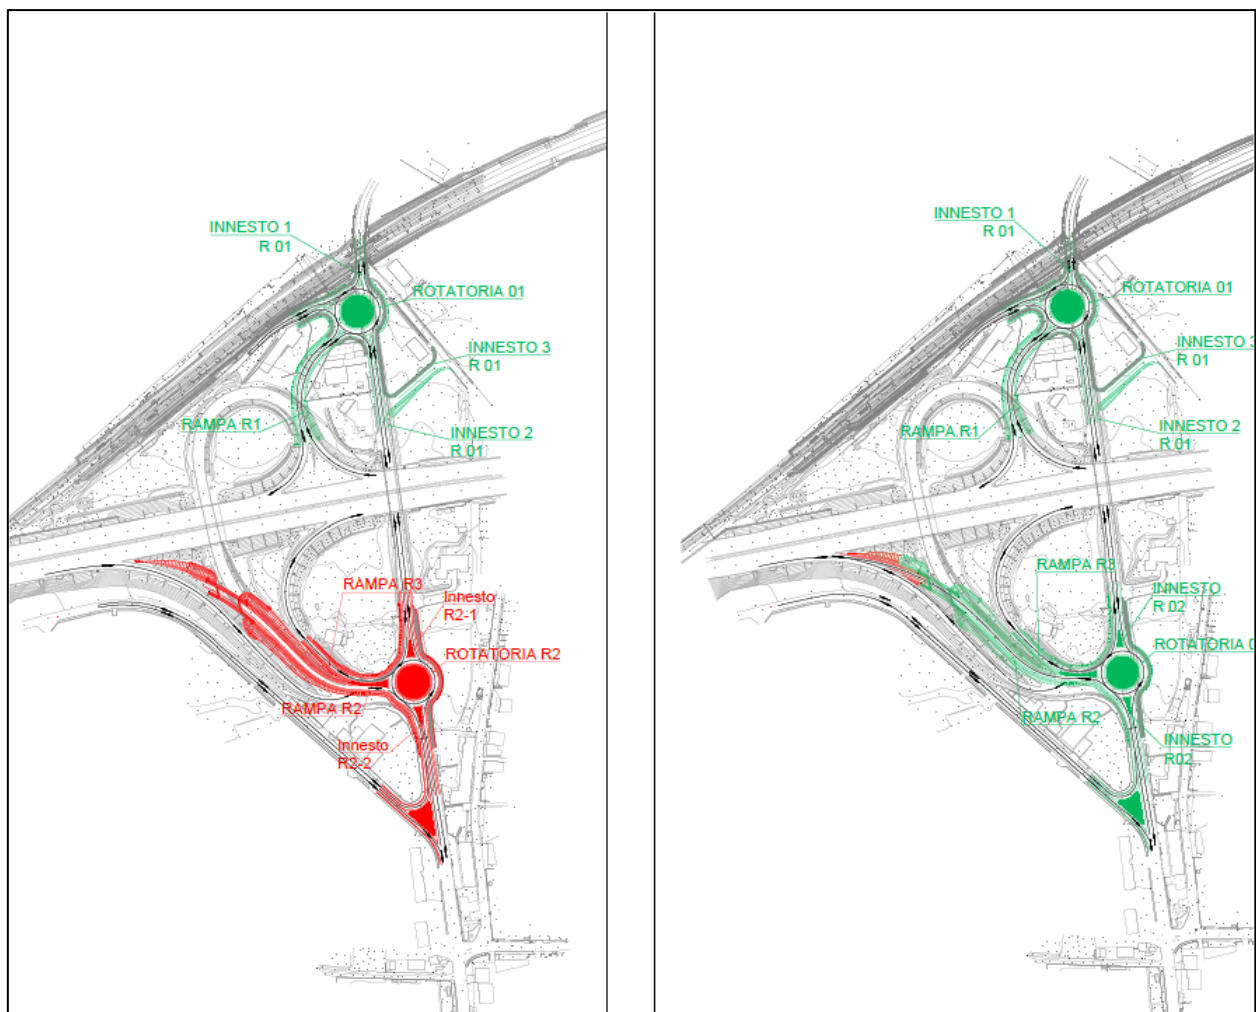 INNESTO 1
R 01
ROTATORIA 01
INNESTO 3
R 01
RAMPA R1
INNESTO 2
R 01
RAMPA R3
Innesto
R2-1
ROTATORIA R2
RAMPA R2
Innesto
R2-2
INNESTO 1
R 01
ROTATORIA 01
INNESTO 3
R 01
RAMPA R1
INNESTO 2
R 01
RAMPA R3
INNESTO
R 02
ROTATORIA 0
RAMPA R2
INNESTO
R02